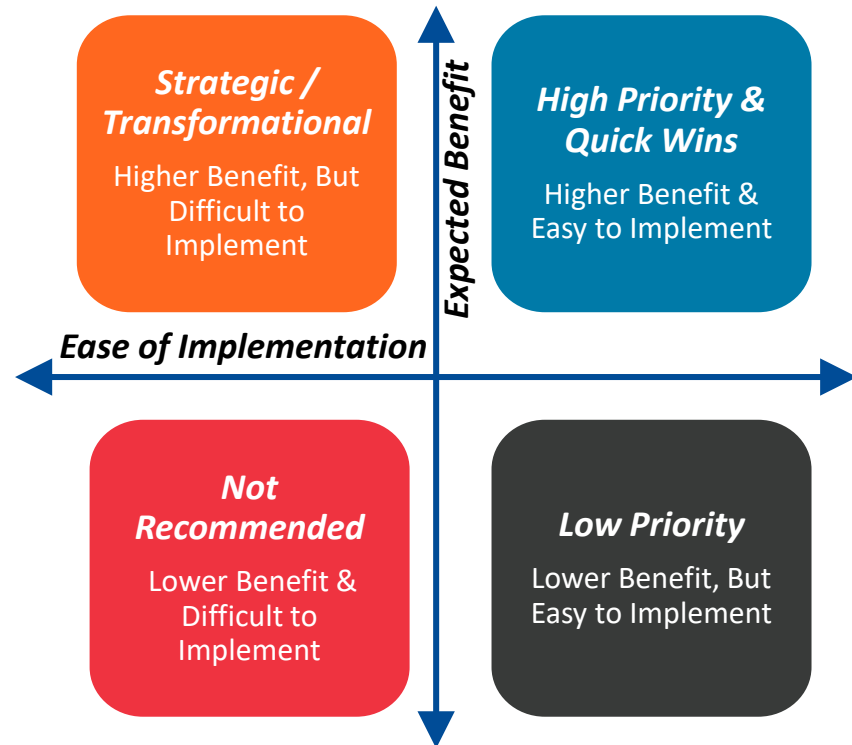 Strategic /
Transformational
Higher Benefit, But
Difficult to
Implement
Expected Benefit
High Priority &
Quick Wins
Higher Benefit &
Easy to Implement
Ease of Implementation
Not
Recommended
Lower Benefit &
Difficult to
Implement
Low Priority
Lower Benefit, But
Easy to Implement